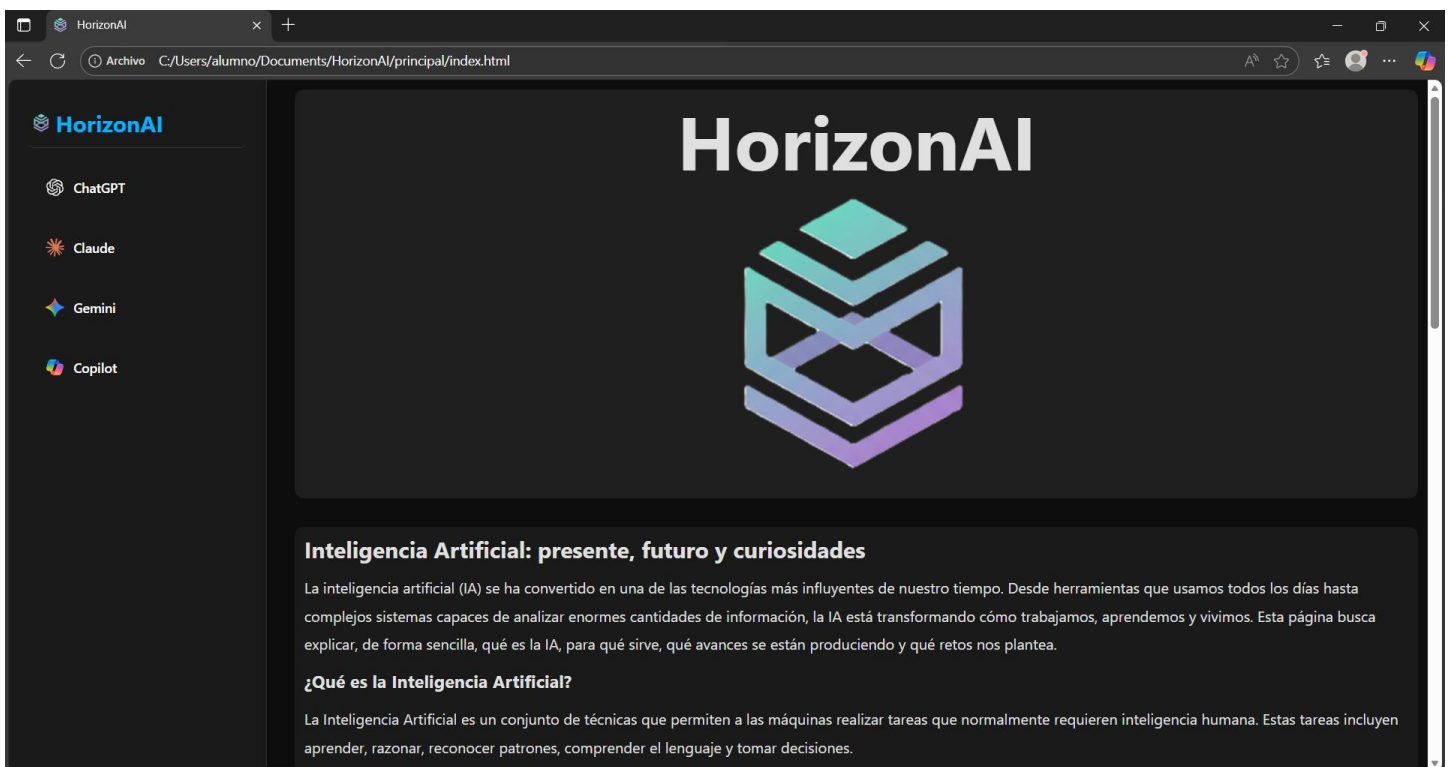 HorizonAI
Archivo C:/Users/alumno/Documents/HorizonAI/principal/index.html
HorizonAI
ChatGPT
Claude
Gemini
Copilot
HorizonAI
Inteligencia Artificial: presente, futuro y curiosidades
La inteligencia artificial (IA) se ha convertido en una de las tecnologías más influyentes de nuestro tiempo. Desde herramientas que usamos todos los días hasta
complejos sistemas capaces de analizar enormes cantidades de información, la IA está transformando cómo trabajamos, aprendemos y vivimos. Esta página busca
explicar, de forma sencilla, qué es la IA, para qué sirve, qué avances se están produciendo y qué retos nos plantea.
¿Qué es la Inteligencia Artificial?
La Inteligencia Artificial es un conjunto de técnicas que permiten a las máquinas realizar tareas que normalmente requieren inteligencia humana. Estas tareas incluyen
aprender, razonar, reconocer patrones, comprender el lenguaje y tomar decisiones.